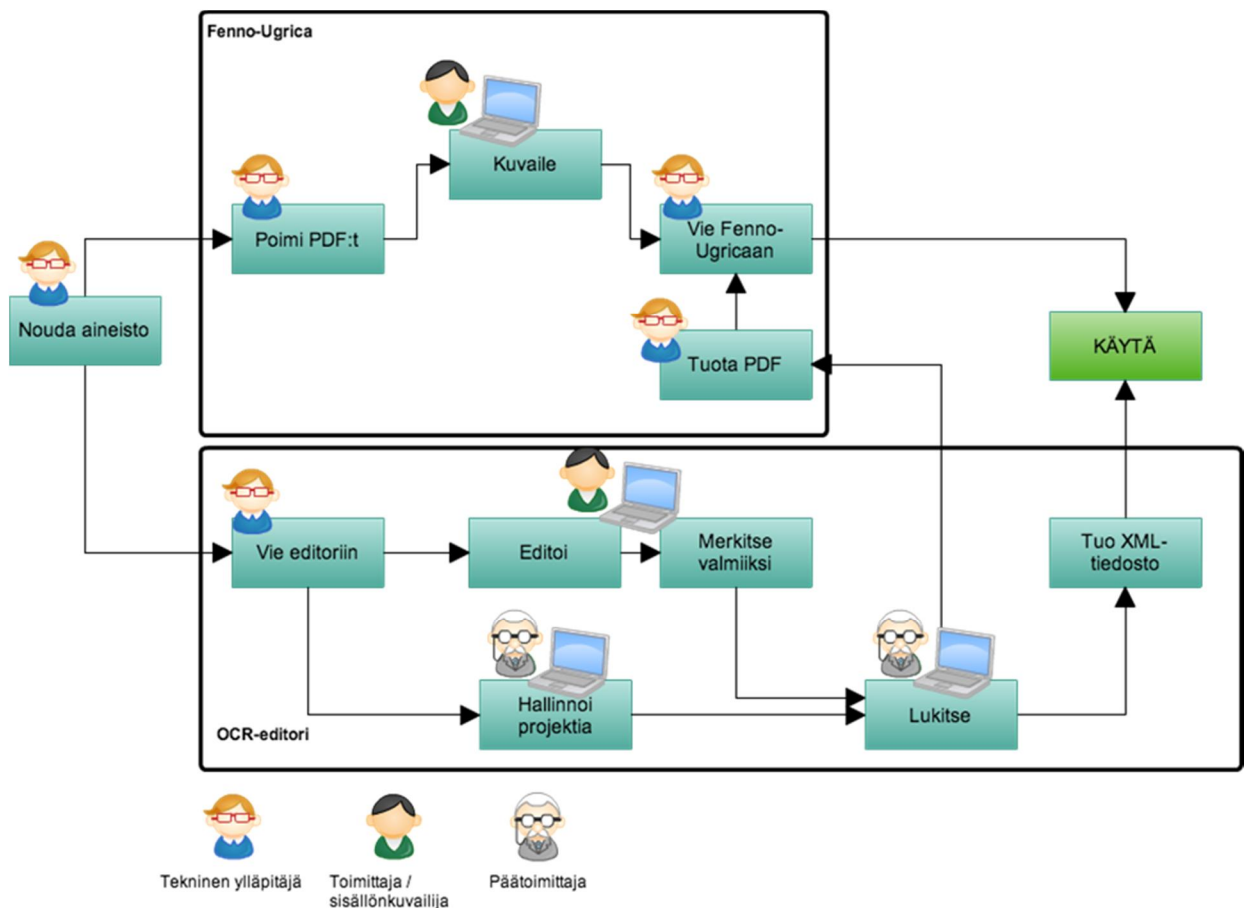 Fenno-Ugrica
Kuvaile
Poimi PDF:t
Vie Fenno-
Ugricaan
Nouda aineisto
Tuota PDF
KÄYTÄ
Vie editoriin
Editoi
Merkitse
valmiiksi
Tuo XML-
tiedosto
Hallinnoi
projektia
Lukitse
OCR-editori
Tekninen ylläpitäjä
Toimittaja /
sisällönkuvailija
Päätoimittaja